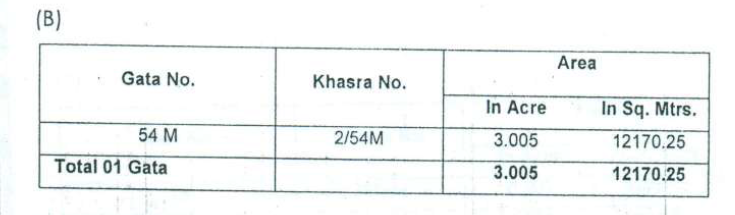 (B)
Gata No. Khasra No. Area
In Acre In Sq. Mtrs.
54 M 2/54M 3.005 12170.25
Total 01 Gata 3.005 12170.25